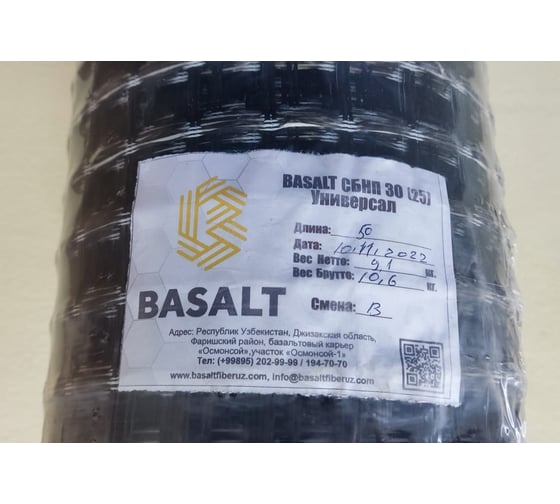 BASALT СБНП 30 (25)
Универсал
Длина: 50
Дата: 10.11.2022
Вес Нетто: 9,1 кг.
Вес Брутто: 10,6 кг.
Смена: В
BASALT
Адрес: Республик Узбекистан, Джизакская область,
Фаришский район, базальтовый карьер
«Осмонсой»,участок «Осмонсой-1»
Тел: (+99895) 202-99-99 / 194-70-70
www.basaltfiberuz.com, info@basaltfiberuz.com